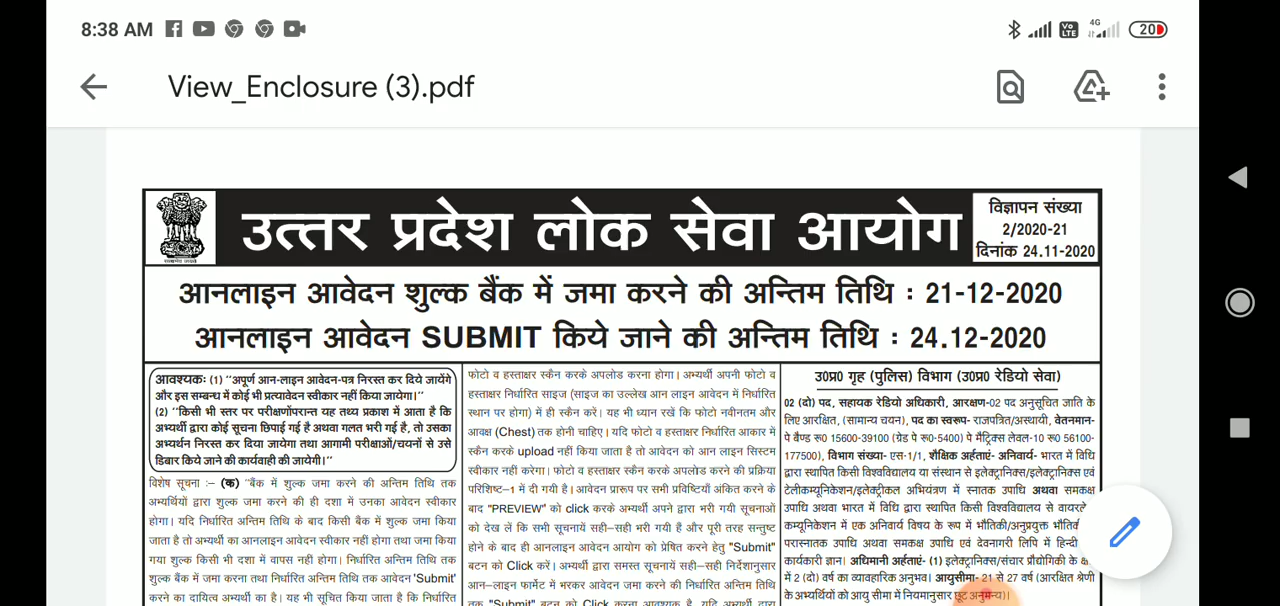 8:38 AM
4G
Vo
LTE
20
View_Enclosure (3).pdf
उत्तर प्रदेश लोक सेवा आयोग
विज्ञापन संख्या
2/2020-21
दिनांक 24.11-2020
आनलाइन आवेदन शुल्क बैंक में जमा करने की अन्तिम तिथि : 21-12-2020
आनलाइन आवेदन SUBMIT किये जाने की अन्तिम तिथि : 24.12-2020
आवश्यकः (1) "अपूर्ण आन-लाइन आवेदन-पत्र निरस्त कर दिये जायेंगे
और इस सम्बन्ध में कोई भी प्रत्यावेदन स्वीकार नहीं किया जायेगा।"
(2) "किसी भी स्तर पर परीक्षणोंपरान्त यह तथ्य प्रकाश में आता है कि
अभ्यर्थी द्वारा कोई सूचना छिपाई गई है अथवा गलत भरी गई है, तो उसका
अभ्यर्थन निरस्त कर दिया जायेगा तथा आगामी परीक्षाओं/चयनों से उसे
डिबार किये जाने की कार्यवाही की जायेगी।"
विशेष सूचना :– (क) "बैंक में शुल्क जमा करने की अन्तिम तिथि तक
अभ्यर्थियों द्वारा शुल्क जमा करने की ही दशा में उनका आवेदन स्वीकार
होगा। यदि निर्धारित अन्तिम तिथि के बाद किसी बैंक में शुल्क जमा किया
जाता है तो अभ्यर्थी का आनलाइन आवेदन स्वीकार नहीं होगा तथा जमा किया
गया शुल्क किसी भी दशा में वापस नहीं होगा। निर्धारित अन्तिम तिथि तक
शुल्क बैंक में जमा करना तथा निर्धारित अन्तिम तिथि तक आवेदन 'Submit'
करने का दायित्व अभ्यर्थी का है। यह भी सूचित किया जाता है कि निर्धारित
फोटो व हस्ताक्षर स्कैन करके अपलोड करना होगा। अभ्यर्थी अपनी फोटो व
हस्ताक्षर निर्धारित साइज (साइज का उल्लेख आन लाइन आवेदन में निर्धारित
स्थान पर होगा) में ही स्कैन करें। यह भी ध्यान रखें कि फोटो नवीनतम और
आवक्ष (Chest) तक होनी चाहिए। यदि फोटो व हस्ताक्षर निर्धारित आकार में
स्कैन करके upload नहीं किया जाता है तो आवेदन को आन लाइन सिस्टम
स्वीकार नहीं करेगा। फोटो व हस्ताक्षर स्कैन करके अपलोड करने की प्रक्रिया
परिशिष्ट–1 में दी गयी है। आवेदन प्रारूप पर सभी प्रविष्टियाँ अंकित करने के
बाद "PREVIEW" को click करके अभ्यर्थी अपने द्वारा भरी गयी सूचनाओं
को देख लें कि सभी सूचनायें सही–सही भरी गयी है और पूरी तरह सन्तुष्ट
होने के बाद ही आनलाइन आवेदन आयोग को प्रेषित करने हेतु "Submit"
बटन को Click करें। अभ्यर्थी द्वारा समस्त सूचनायें सही–सही निर्देशानुसार
आन–लाइन फार्मेट में भरकर आवेदन जमा करने की निर्धारित अन्तिम तिथि
तक "Submit" बटन को Click करना आवश्यक है, यदि अभ्यर्थी द्वारा
उ0प्र0 गृह (पुलिस) विभाग (उ0प्र0 रेडियो सेवा)
02 (दो) पद, सहायक रेडियो अधिकारी, आरक्षण-02 पद अनुसूचित जाति के
लिए आरक्षित, (सामान्य चयन), पद का स्वरूप- राजपत्रित/अस्थायी, वेतनमान-
पे बैण्ड रू0 15600-39100 (ग्रेड पे रू0-5400) पे मैट्रिक्स लेवल-10 रू0 56100-
177500), विभाग संख्या- एस-1/1, शैक्षिक अर्हताएं- अनिवार्य- भारत में विधि
द्वारा स्थापित किसी विश्वविद्यालय या संस्थान से इलेक्ट्रानिक्स/इलेक्ट्रानिक्स एवं
टेलीकम्यूनिकेशन/इलेक्ट्रीकल अभियंत्रण में स्नातक उपाधि अथवा समकक्ष
उपाधि अथवा भारत में विधि द्वारा स्थापित किसी विश्वविद्यालय से वायरले
कम्यूनिकेशन में एक अनिवार्य विषय के रूप में भौतिकी/अनुप्रयुक्त भौतिकी
परास्नातक उपाधि अथवा समकक्ष उपाधि एवं देवनागरी लिपि में हिन्दी
कार्यकारी ज्ञान। अधिमानी अर्हताएं- (1) इलेक्ट्रानिक्स/संचार प्रौद्योगिकी के क्षे
में 2 (दो) वर्ष का व्यावहारिक अनुभव। आयुसीमा- 21 से 27 वर्ष (आरक्षित श्रेणी
के अभ्यर्थियों को आयु सीमा में नियमानुसार छूट अनुमन्य)।